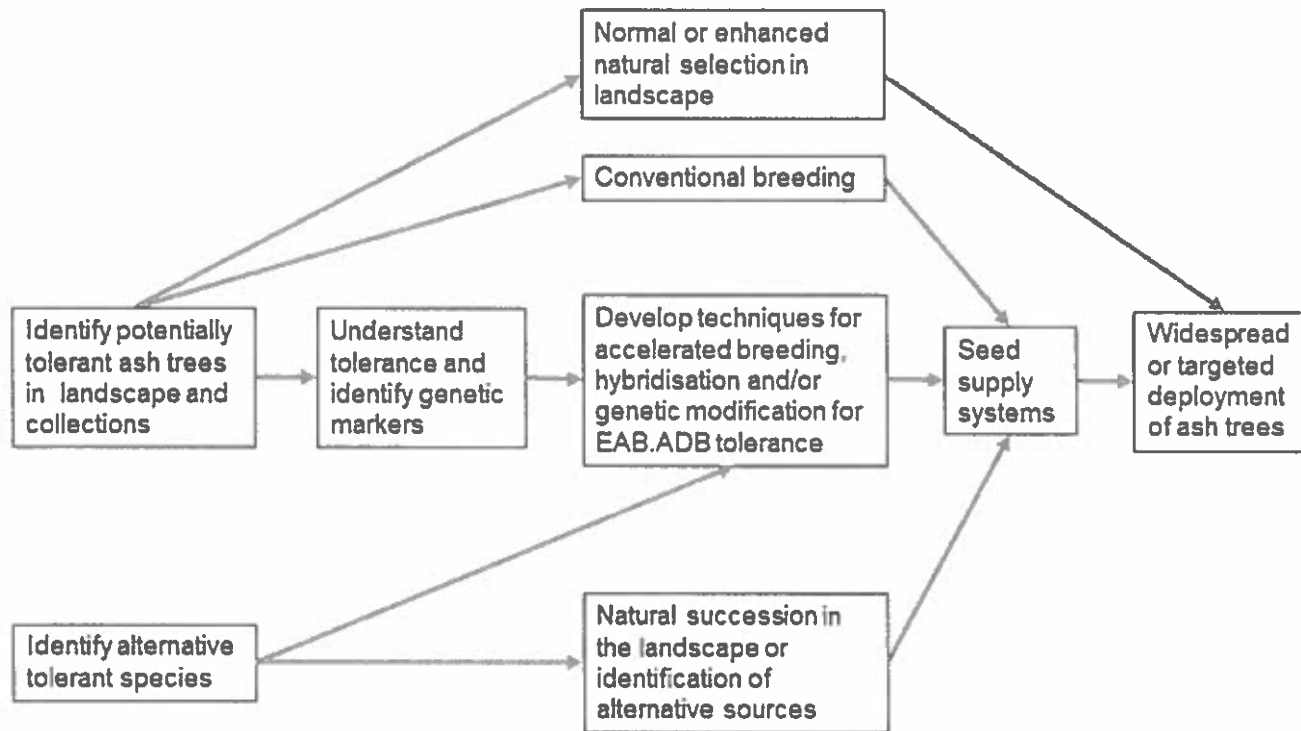 Normal or enhanced
natural selection in
landscape
Conventional breeding
Identify potentially
tolerant ash trees
in landscape and
collections
Understand
tolerance and
identify genetic
markers
Develop techniques for
accelerated breeding,
hybridisation and/or
genetic modification for
EAB.ADB tolerance
Seed
supply
systems
Widespread
or targeted
deployment
of ash trees
Identify alternative
tolerant species
Natural succession in
the landscape or
identification of
alternative sources